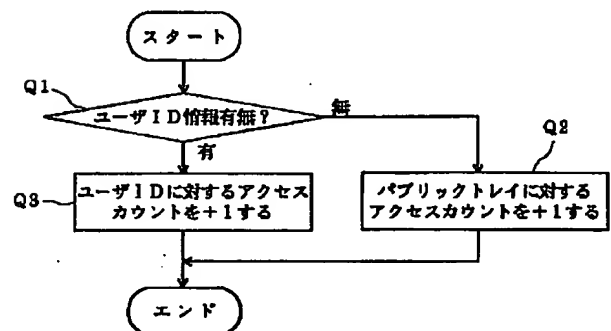 スタート
Q1
ユーザID情報有無?
無
有
Q2
Q3
ユーザIDに対するアクセス
カウントを+1する
パブリックトレイに対する
アクセスカウントを+1する
エンド